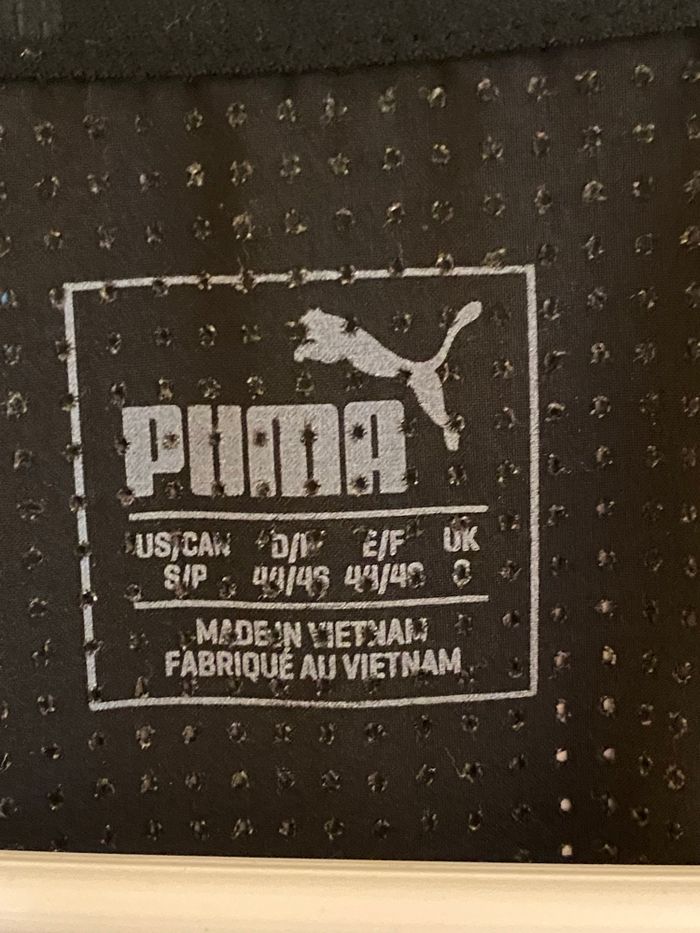 PUMA
US/CAN D/I E/F UK
S/P 44/46 44/46
MADE IN VIETNAM
FABRIQUÉ AU VIETNAM